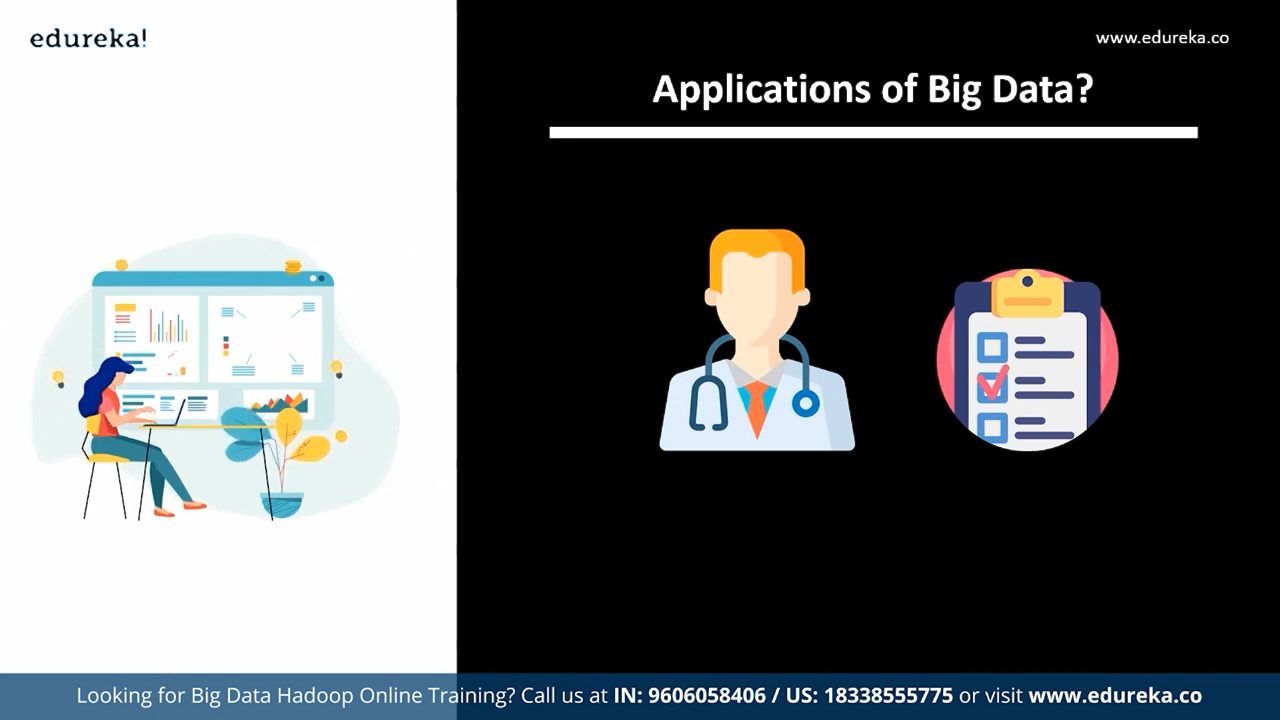 edureka!
www.edureka.co
Applications of Big Data?
Looking for Big Data Hadoop Online Training? Call us at IN: 9606058406 / US: 18338555775 or visit www.edureka.co